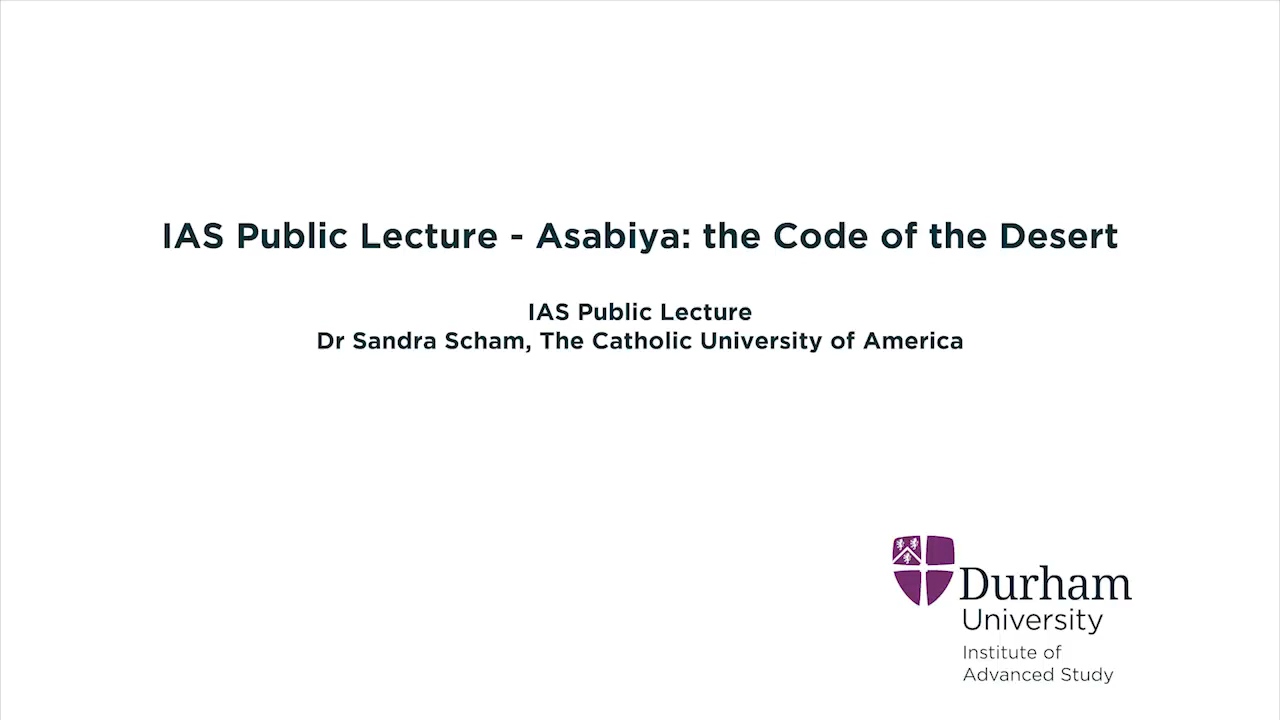 IAS Public Lecture - Asabiya: the Code of the Desert
IAS Public Lecture
Dr Sandra Scham, The Catholic University of America
Durham
University
Institute of
Advanced Study